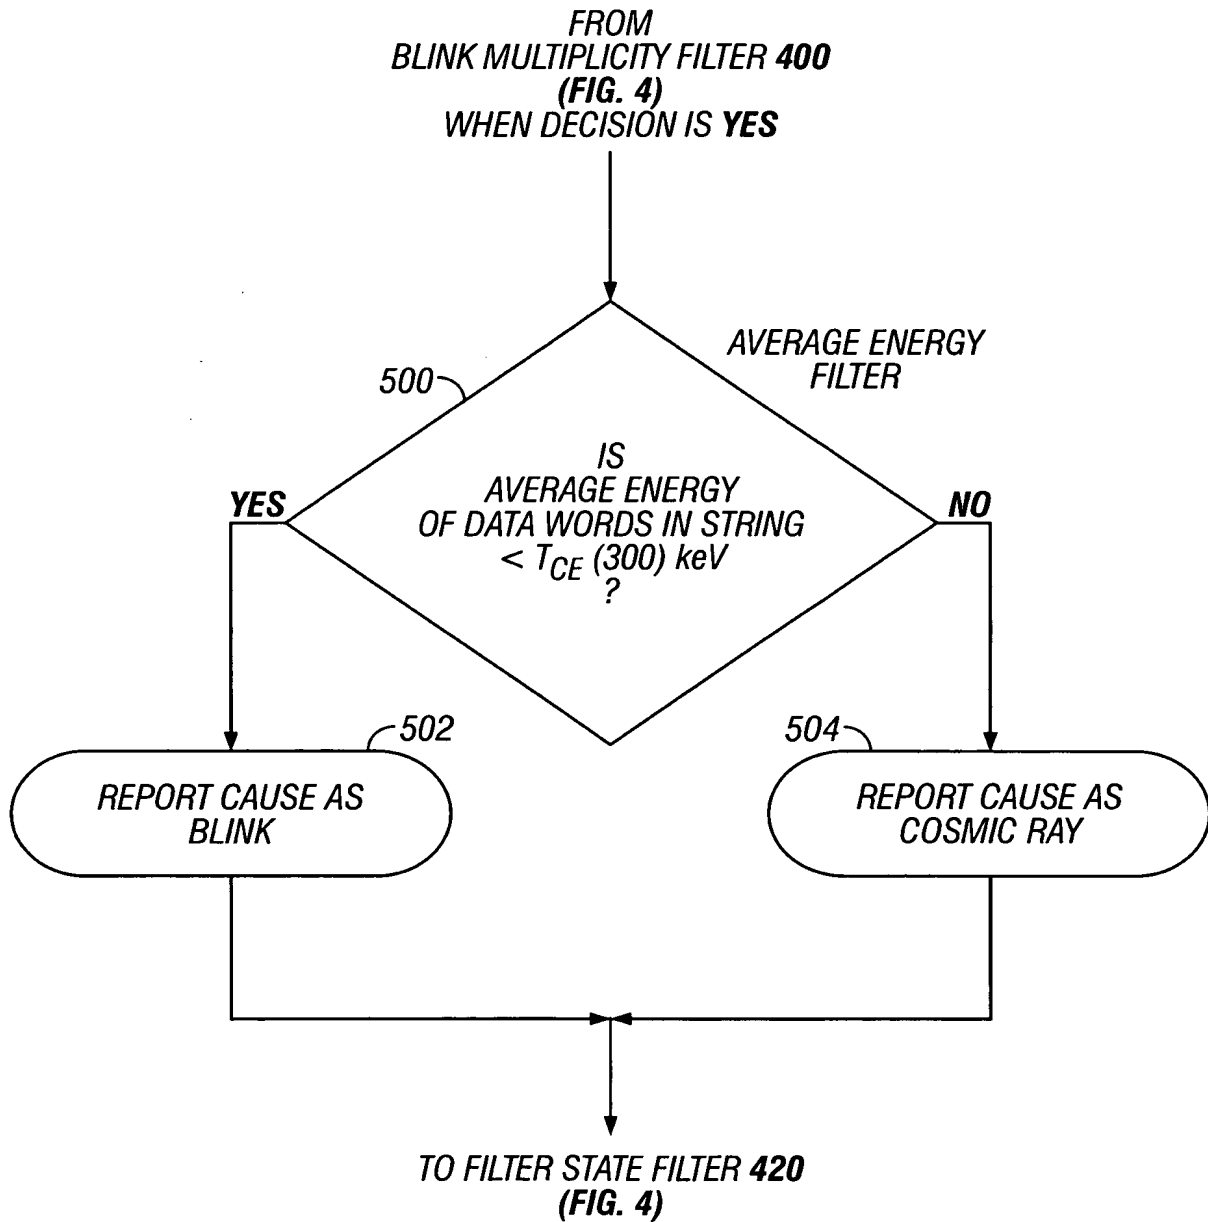 FROM
BLINK MULTIPLICITY FILTER 400
(FIG. 4)
WHEN DECISION IS YES
AVERAGE ENERGY
FILTER
500
IS
AVERAGE ENERGY
OF DATA WORDS IN STRING
< T_CE (300) keV
?
YES
NO
502
REPORT CAUSE AS
BLINK
504
REPORT CAUSE AS
COSMIC RAY
TO FILTER STATE FILTER 420
(FIG. 4)